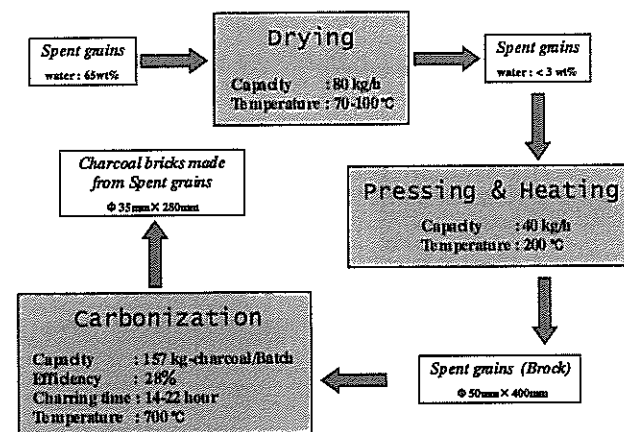 Spent grains
water : 65wt%
Drying
Capacity : 80 kg/h
Temperature : 70-100 ℃
Spent grains
water : < 3 wt%
Pressing & Heating
Capacity : 40 kg/h
Temperature : 200 ℃
Spent grains (Brock)
Φ 50mm × 400mm
Carbonization
Capacity : 157 kg-charcoal/Batch
Efficiency : 28%
Charring time : 14-22 hour
Temperature : 700 ℃
Charcoal bricks made
from Spent grains
Φ 35mm × 280mm